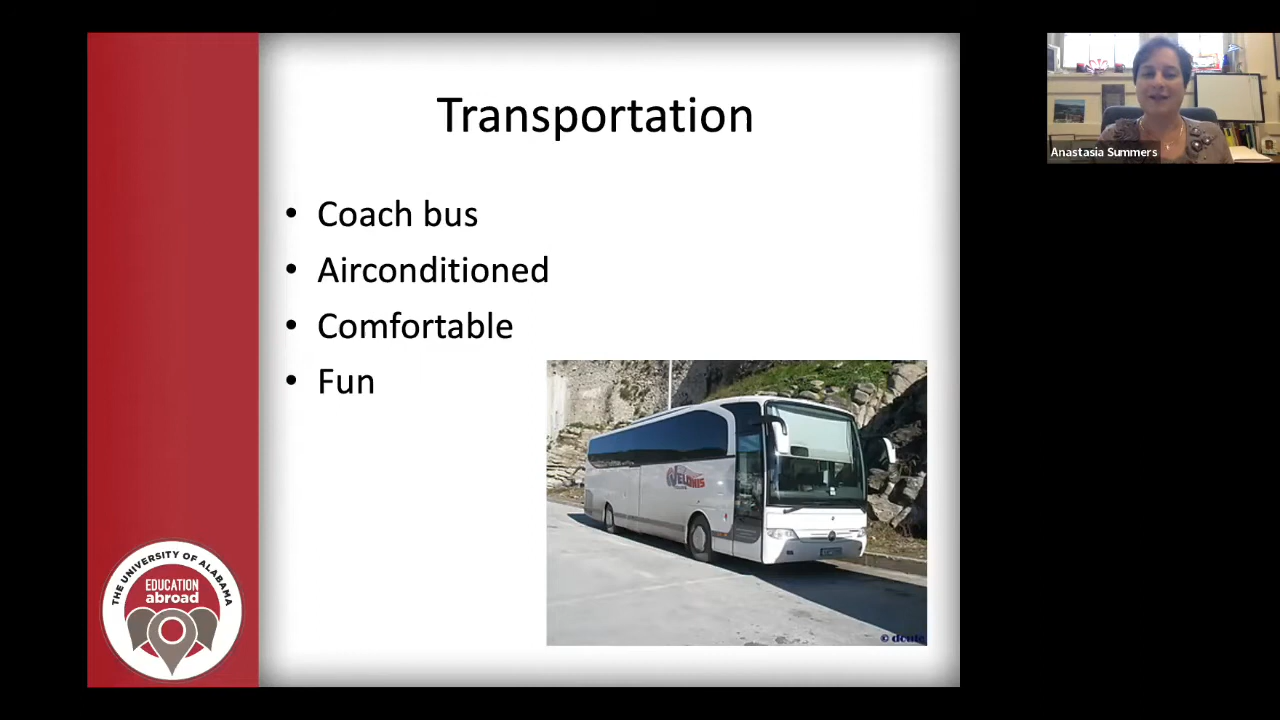 Transportation
Anastasia Summers
• Coach bus
• Airconditioned
• Comfortable
• Fun
THE UNIVERSITY OF ALABAMA
EDUCATION
abroad